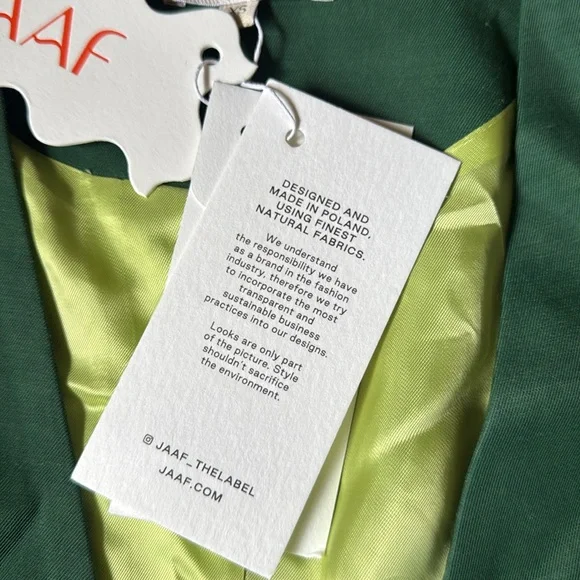 JAAF
DESIGNED AND
MADE IN POLAND,
USING FINEST
NATURAL FABRICS.
We understand
the responsibility we have
as a brand in the fashion
industry, therefore we try
to incorporate the most
transparent and
sustainable business
practices into our designs.
Looks are only part
of the picture. Style
shouldn't sacrifice
the environment.
JAAF_THELABEL
JAAF.COM